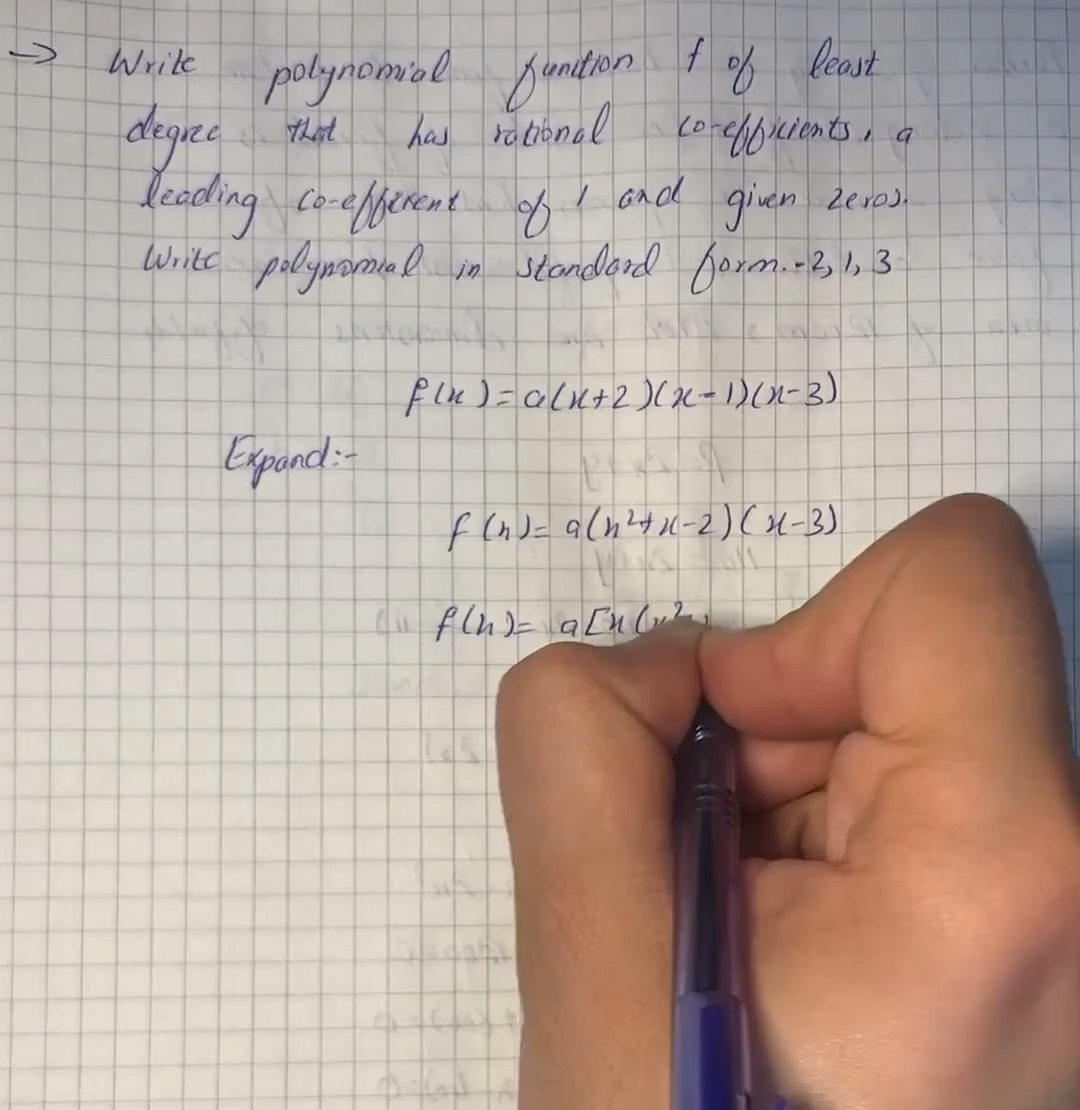 → Write polynomial function f of least
degree that has rational co-efficients, a
leading co-efficient of 1 and given zeros.
Write polynomial in standard form. -2, 1, 3
f(x) = a(x+2)(x-1)(x-3)
Expand:-
f(x) = a(x²+x-2)(x-3)
f(x) = a[x(x²